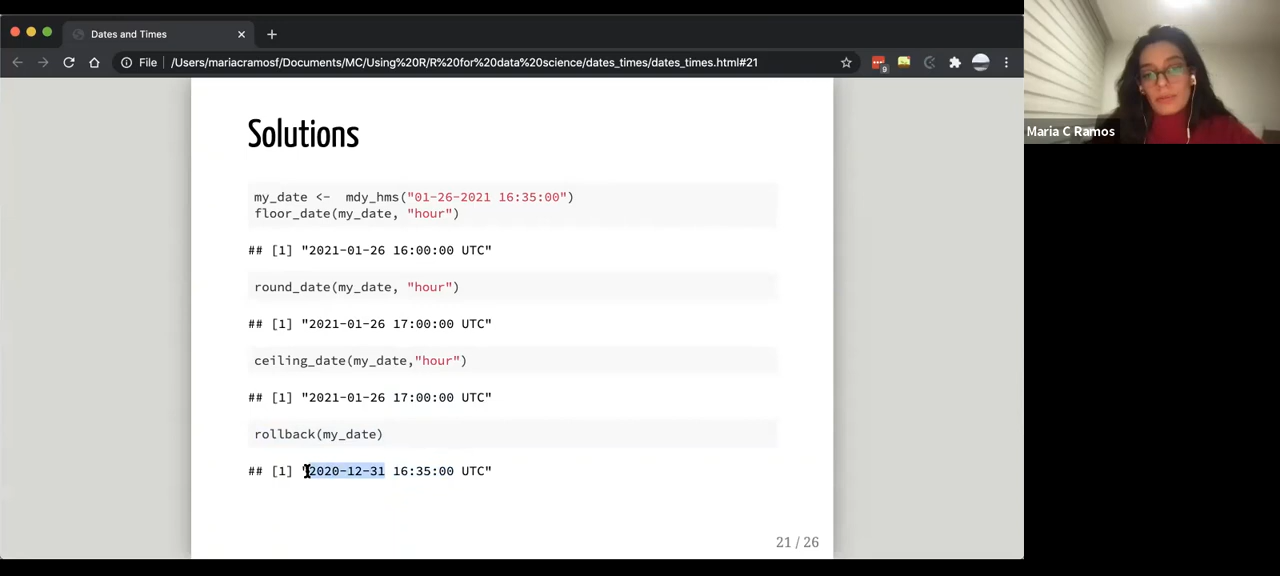 Dates and Times
File
/Users/mariacramosf/Documents/MC/Using%20R/R%20for%20data%20science/dates_times/dates_times.html#21
9
Maria C Ramos
Solutions
my_date <-  mdy_hms("01-26-2021 16:35:00")
floor_date(my_date, "hour")
## [1] "2021-01-26 16:00:00 UTC"
round_date(my_date, "hour")
## [1] "2021-01-26 17:00:00 UTC"
ceiling_date(my_date,"hour")
## [1] "2021-01-26 17:00:00 UTC"
rollback(my_date)
## [1] "2020-12-31 16:35:00 UTC"
21 / 26